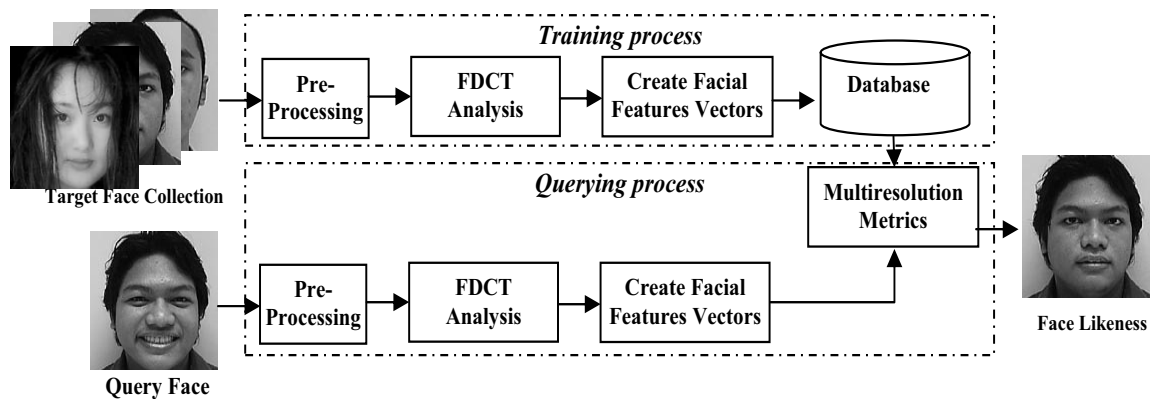 Training process
Pre-
Processing
FDCT
Analysis
Create Facial
Features Vectors
Database
Target Face Collection
Querying process
Multiresolution
Metrics
Pre-
Processing
FDCT
Analysis
Create Facial
Features Vectors
Query Face
Face Likeness